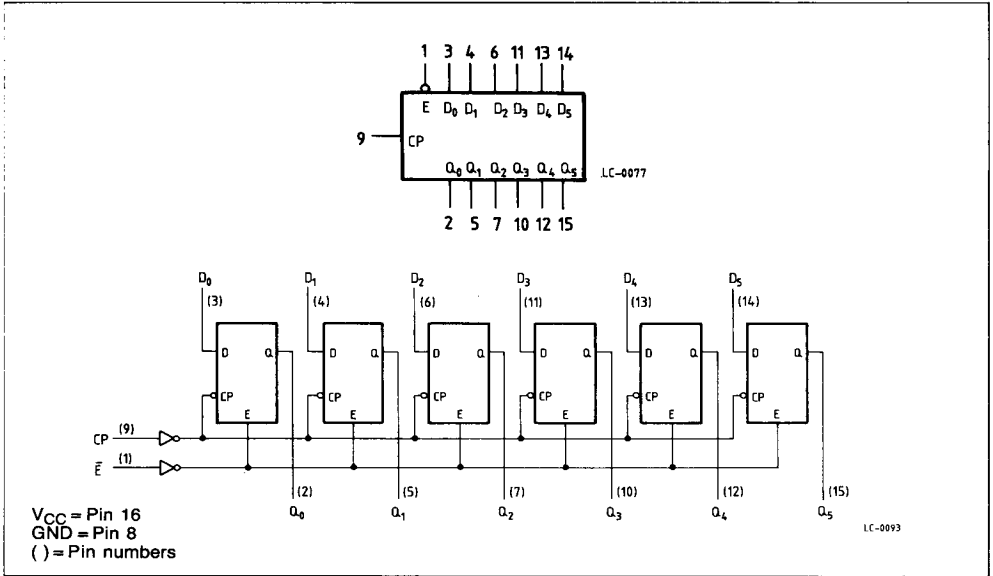 1 3 4 6 11 13 14
E D₀ D₁ D₂ D₃ D₄ D₅
9 CP
Q₀ Q₁ Q₂ Q₃ Q₄ Q₅
LC-0077
2 5 7 10 12 15
D₀ D₁ D₂ D₃ D₄ D₅
(3) (4) (6) (11) (13) (14)
D Q D Q D Q D Q D Q D Q
CP CP CP CP CP CP
E E E E E E
CP (9)
E̅ (1)
(2) (5) (7) (10) (12) (15)
Q₀ Q₁ Q₂ Q₃ Q₄ Q₅
V_CC = Pin 16
GND = Pin 8
( ) = Pin numbers
LC-0093